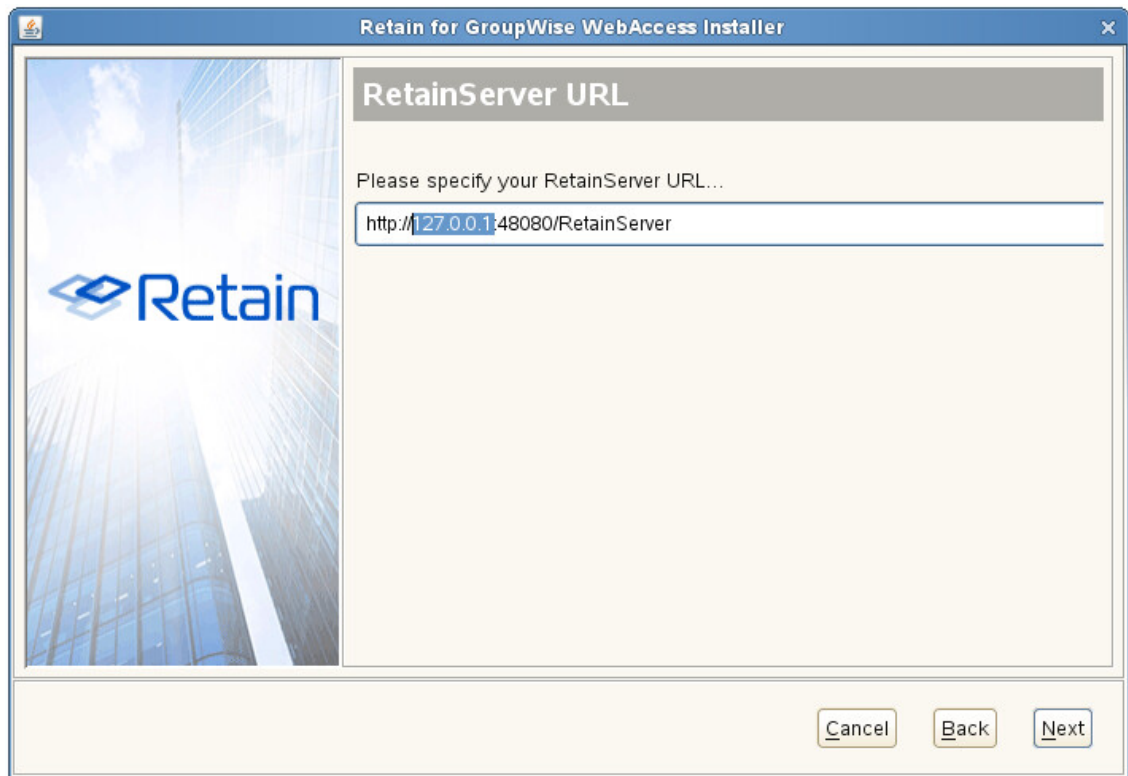 Retain for GroupWise WebAccess Installer
RetainServer URL
Please specify your RetainServer URL...
http://127.0.0.1:48080/RetainServer
Retain
Cancel Back Next